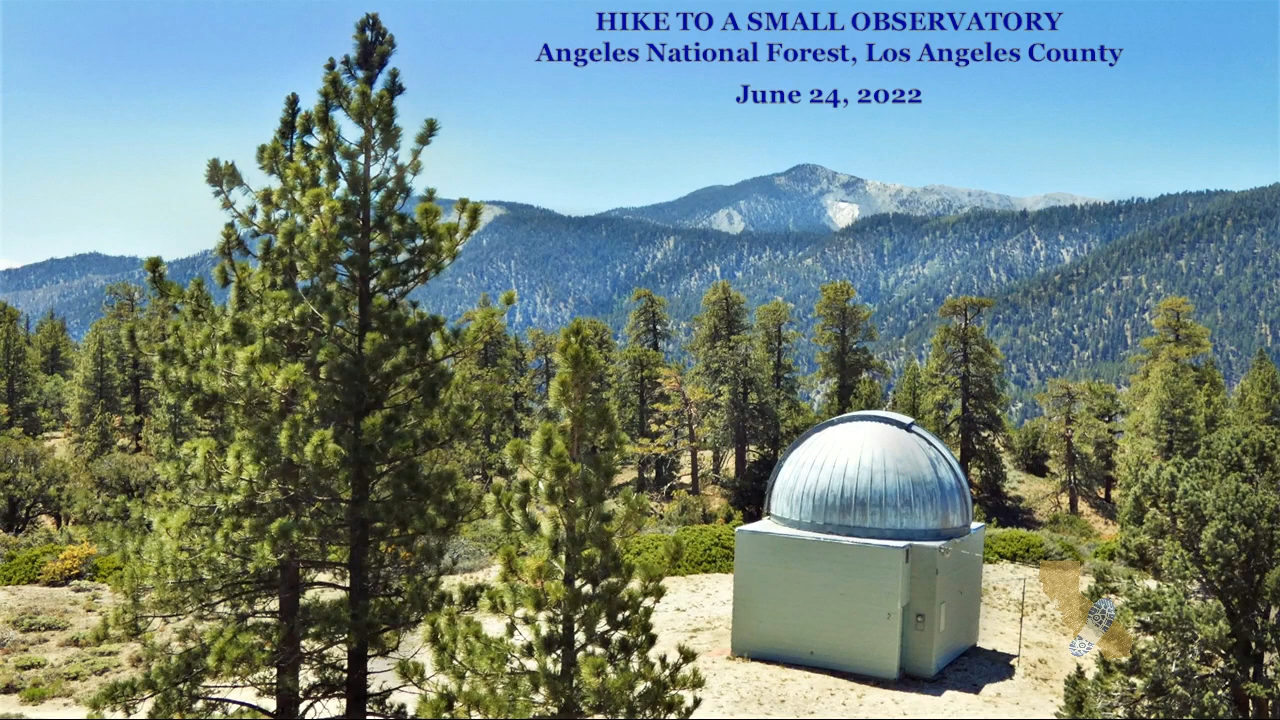 HIKE TO A SMALL OBSERVATORY
Angeles National Forest, Los Angeles County
June 24, 2022